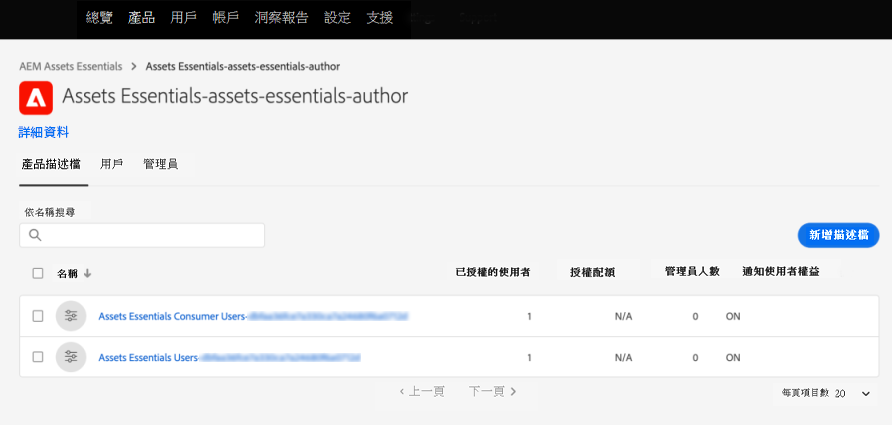 總覽 產品 用戶 帳戶 洞察報告 設定 支援
AEM Assets Essentials > Assets Essentials-assets-essentials-author
Assets Essentials-assets-essentials-author
詳細資料
產品描述檔 用戶 管理員
依名稱搜尋
新增描述檔
名稱 ↓ 已授權的使用者 授權配額 管理員人數 通知使用者權益
Assets Essentials Consumer Users- 1 N/A 0 ON
Assets Essentials Users- 1 N/A 0 ON
‹ 上一頁 下一頁 › 每頁項目數 20